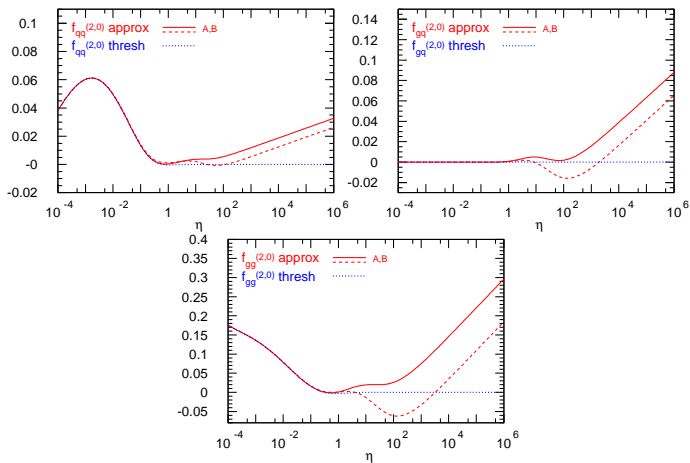 f_qq^(2,0) approx A,B
f_qq^(2,0) thresh
0.1
0.08
0.06
0.04
0.02
-0
-0.02
10^-4 10^-2 1 10^2 10^4 10^6
η
f_gq^(2,0) approx A,B
f_gq^(2,0) thresh
0.14
0.12
0.1
0.08
0.06
0.04
0.02
0
-0.02
10^-4 10^-2 1 10^2 10^4 10^6
η
f_gg^(2,0) approx A,B
f_gg^(2,0) thresh
0.4
0.35
0.3
0.25
0.2
0.15
0.1
0.05
0
-0.05
10^-4 10^-2 1 10^2 10^4 10^6
η